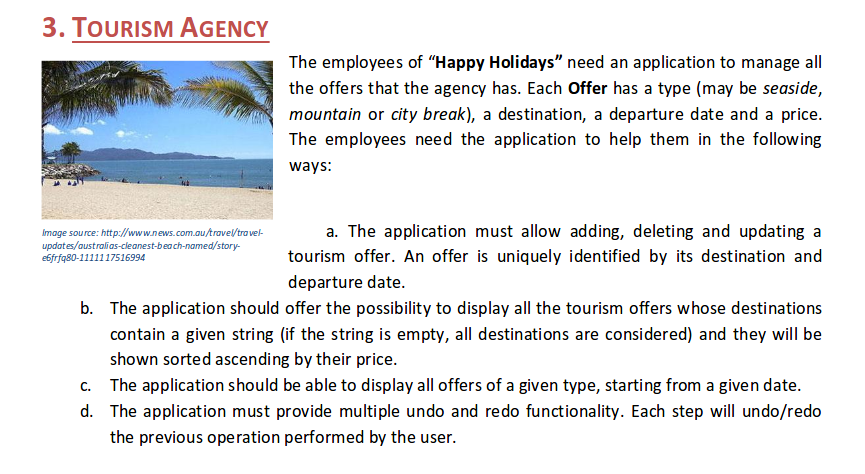 3. TOURISM AGENCY
The employees of “Happy Holidays” need an application to manage all
the offers that the agency has. Each Offer has a type (may be seaside,
mountain or city break), a destination, a departure date and a price.
The employees need the application to help them in the following
ways:
Image source: http://www.news.com.au/travel/travel-
updates/australias-cleanest-beach-named/story-
e6frfq80-1111117516994
a. The application must allow adding, deleting and updating a
tourism offer. An offer is uniquely identified by its destination and
departure date.
b. The application should offer the possibility to display all the tourism offers whose destinations
contain a given string (if the string is empty, all destinations are considered) and they will be
shown sorted ascending by their price.
c. The application should be able to display all offers of a given type, starting from a given date.
d. The application must provide multiple undo and redo functionality. Each step will undo/redo
the previous operation performed by the user.